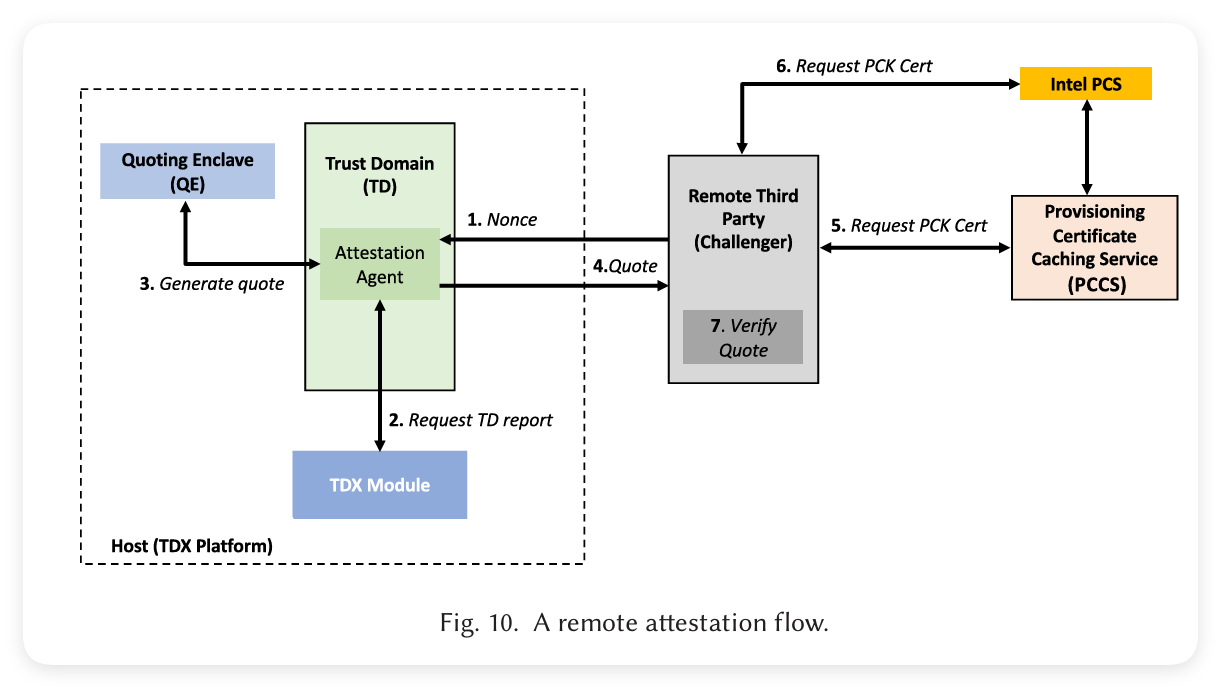 6. Request PCK Cert
Intel PCS
Quoting Enclave
(QE)
Trust Domain
(TD)
Remote Third
Party
(Challenger)
Provisioning
Certificate
Caching Service
(PCCS)
1. Nonce
5. Request PCK Cert
Attestation
Agent
4.Quote
3. Generate quote
7. Verify
Quote
2. Request TD report
TDX Module
Host (TDX Platform)
Fig. 10. A remote attestation flow.